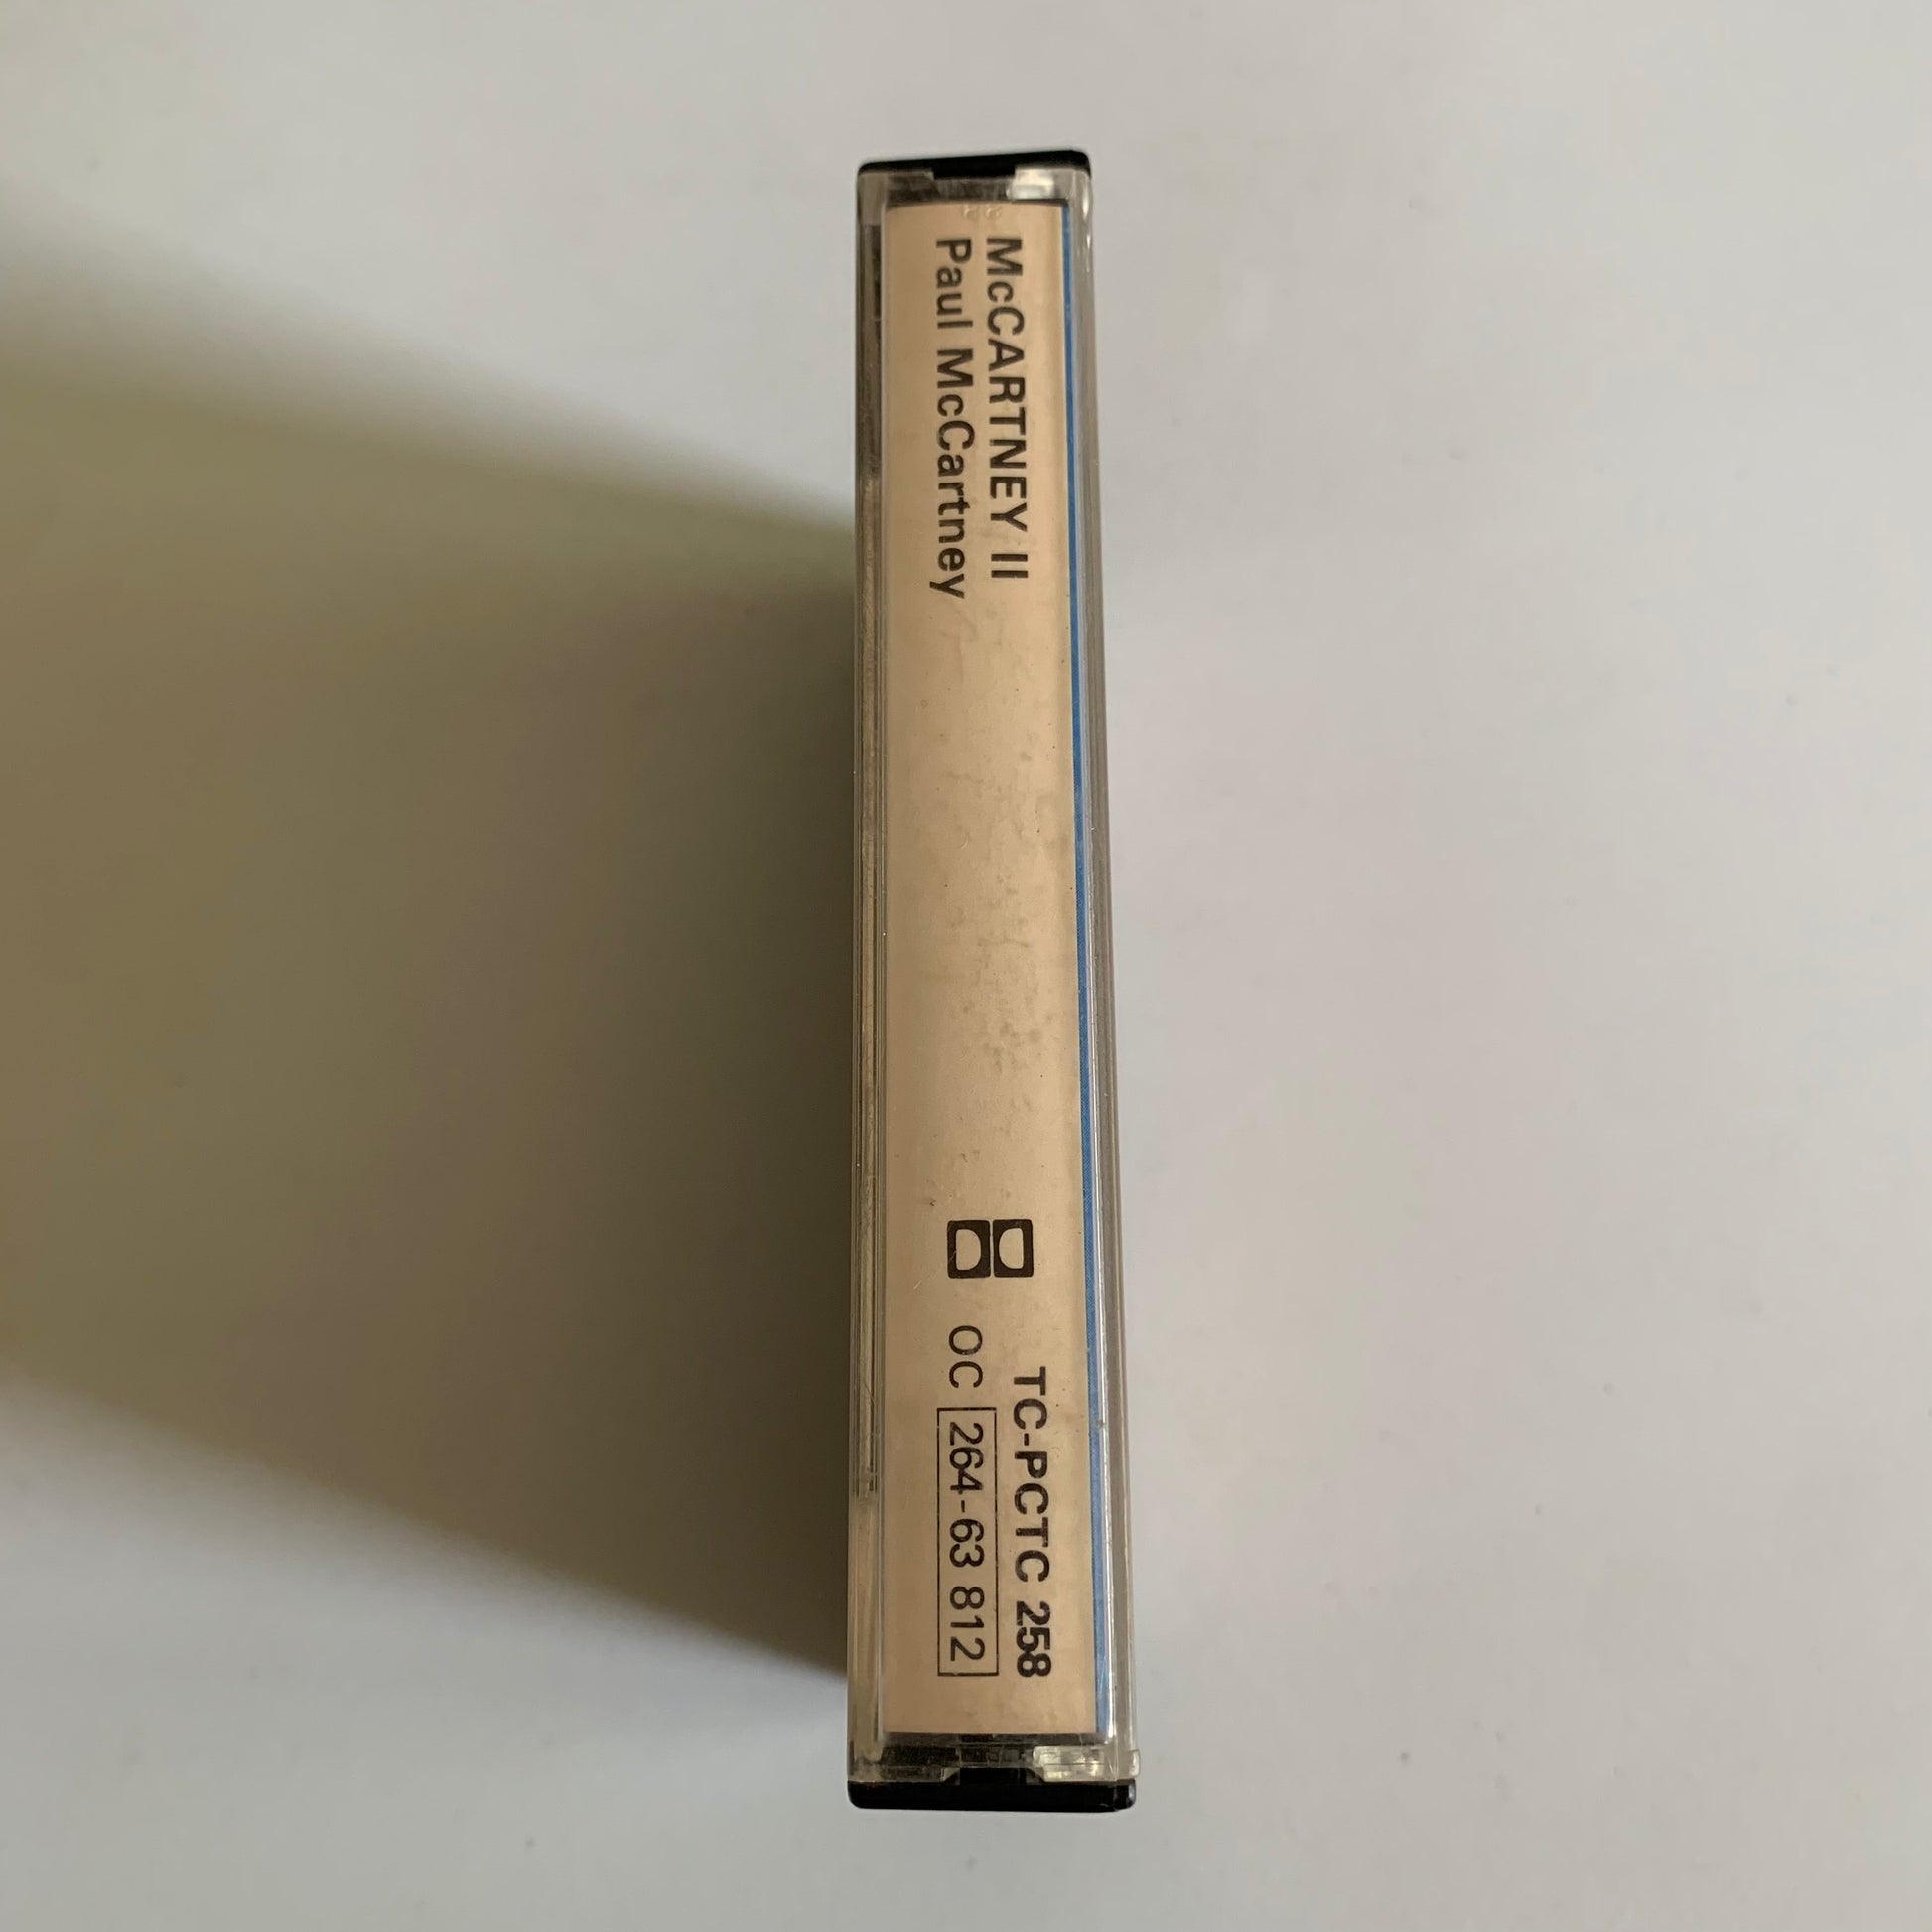 McCARTNEY II
Paul McCartney
TC-PCTC 258
OC 264-63 812